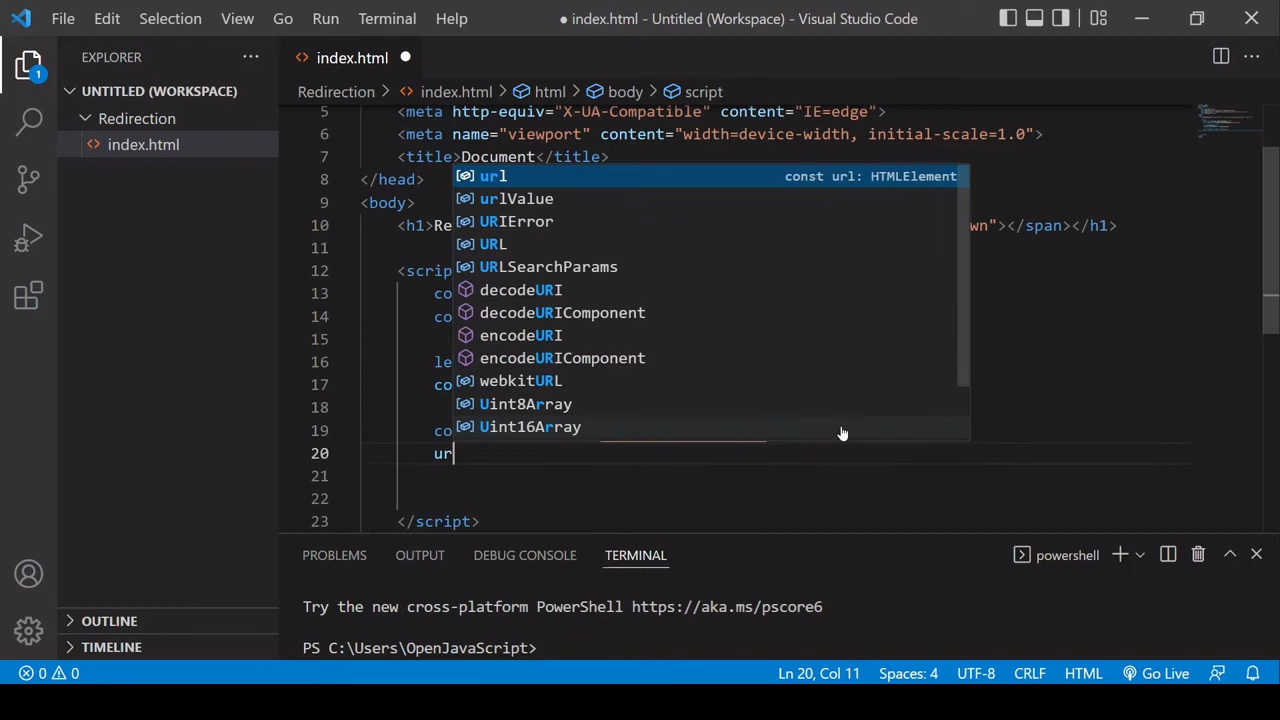 File Edit Selection View Go Run Terminal Help
● index.html - Untitled (Workspace) - Visual Studio Code
EXPLORER
1
UNTITLED (WORKSPACE)
Redirection
index.html
OUTLINE
TIMELINE
index.html
Redirection > index.html > html > body > script
5 <meta http-equiv="X-UA-Compatible" content="IE=edge">
6 <meta name="viewport" content="width=device-width, initial-scale=1.0">
7 <title>Document</title>
8 </head>
9 <body>
10 <h1>Re wn"></span></h1>
11
12 <scrip
13 co
14 co
15
16 le
17 co
18
19 co
20 ur
21
22
23 </script>
url const url: HTMLElement
urlValue
URIError
URL
URLSearchParams
decodeURI
decodeURIComponent
encodeURI
encodeURIComponent
webkitURL
Uint8Array
Uint16Array
PROBLEMS OUTPUT DEBUG CONSOLE TERMINAL
powershell
Try the new cross-platform PowerShell https://aka.ms/pscore6
PS C:\Users\OpenJavaScript>
0 0
Ln 20, Col 11 Spaces: 4 UTF-8 CRLF HTML Go Live